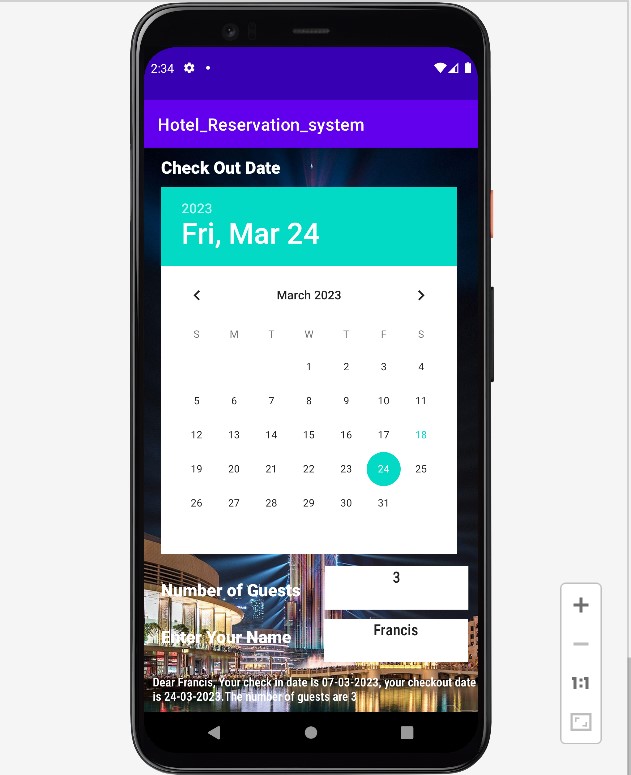 2:34
Hotel_Reservation_system
Check Out Date
2023
Fri, Mar 24
March 2023
S M T W T F S
1 2 3 4
5 6 7 8 9 10 11
12 13 14 15 16 17 18
19 20 21 22 23 24 25
26 27 28 29 30 31
Number of Guests 3
Enter Your Name Francis
Dear Francis, Your check in date is 07-03-2023, your checkout date
is 24-03-2023.The number of guests are 3
1:1